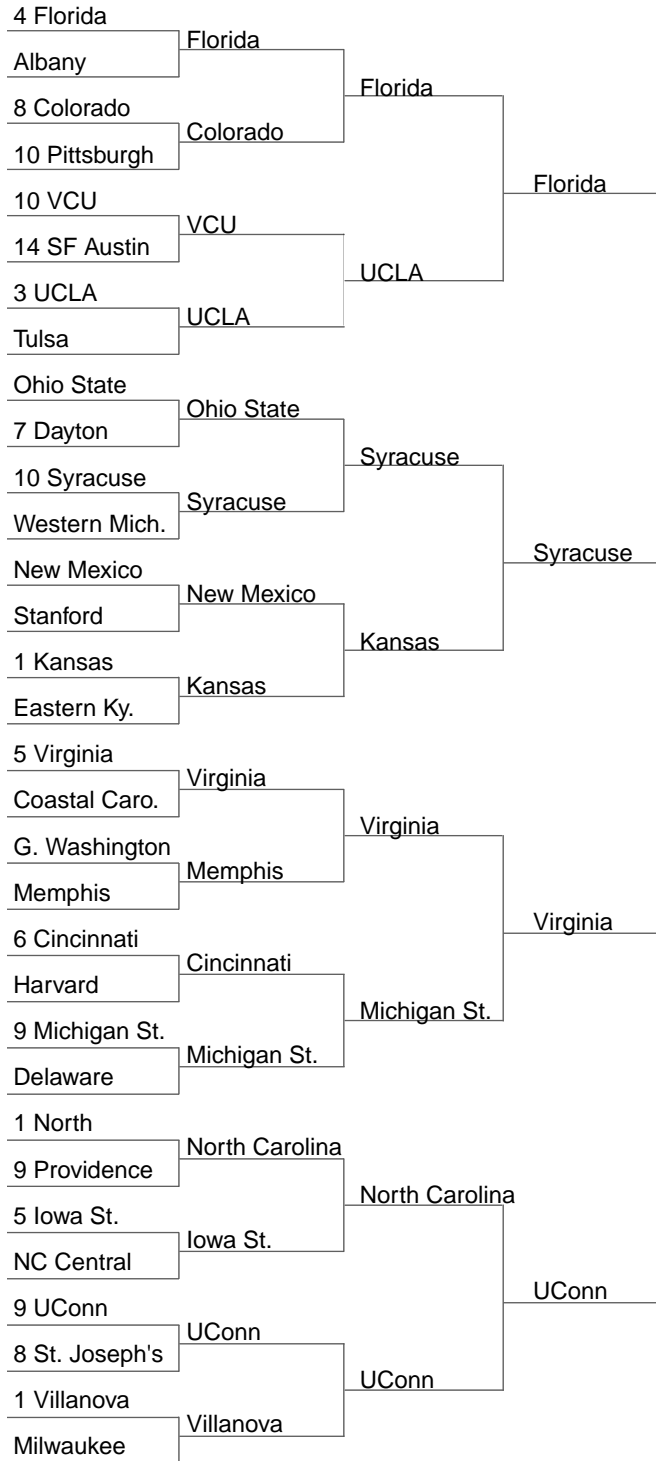 4 Florida
Albany
8 Colorado
10 Pittsburgh
10 VCU
14 SF Austin
3 UCLA
Tulsa
Ohio State
7 Dayton
10 Syracuse
Western Mich.
New Mexico
Stanford
1 Kansas
Eastern Ky.
5 Virginia
Coastal Caro.
G. Washington
Memphis
6 Cincinnati
Harvard
9 Michigan St.
Delaware
1 North
9 Providence
5 Iowa St.
NC Central
9 UConn
8 St. Joseph's
1 Villanova
Milwaukee
Florida
Colorado
VCU
UCLA
Ohio State
Syracuse
New Mexico
Kansas
Virginia
Memphis
Cincinnati
Michigan St.
North Carolina
Iowa St.
UConn
Villanova
Florida
UCLA
Syracuse
Kansas
Virginia
Michigan St.
North Carolina
UConn
Florida
Syracuse
Virginia
UConn